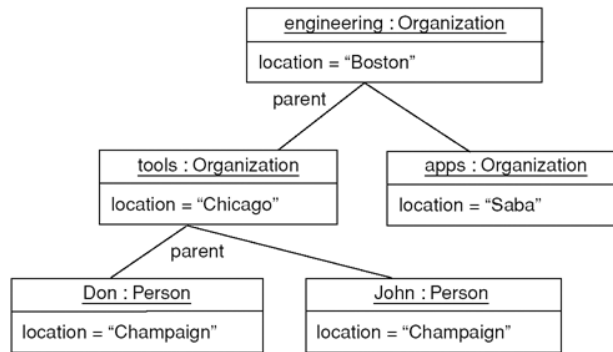 engineering : Organization
location = “Boston”
parent
tools : Organization
location = “Chicago”
apps : Organization
location = “Saba”
parent
Don : Person
location = “Champaign”
John : Person
location = “Champaign”